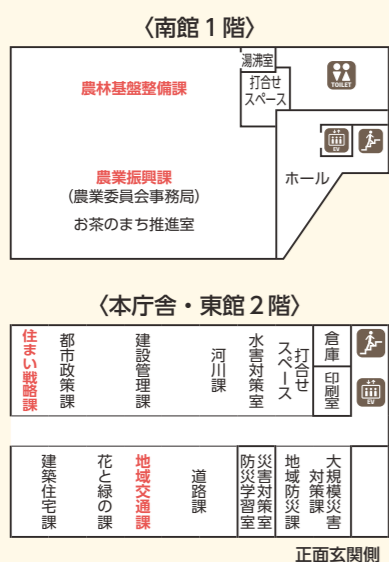 〈南館１階〉
湯沸室
TOILET
農林基盤整備課
打合せ
スペース
EV
農業振興課
（農業委員会事務局）
ホール
お茶のまち推進室
〈本庁舎・東館２階〉
住まい戦略課
都市政策課
建設管理課
河川課
水害対策室
打合せ
スペース
倉庫
印刷室
EV
建築住宅課
花と緑の課
地域交通課
道路課
災害対策室
防災学習室
地域防災課
大規模災害
対策課
正面玄関側